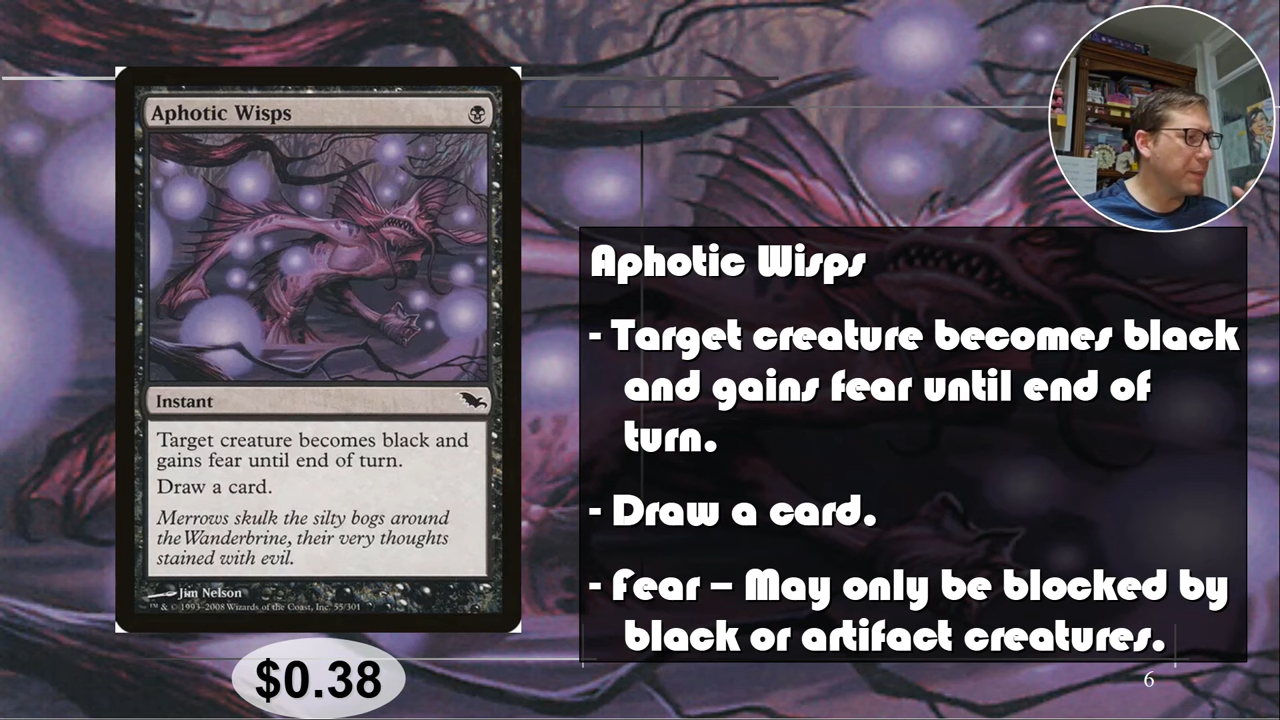 Aphotic Wisps
Instant
Target creature becomes black and
gains fear until end of turn.
Draw a card.
Merrows skulk the silty bogs around
the Wanderbrine, their very thoughts
stained with evil.
Jim Nelson
™ & © 1993–2008 Wizards of the Coast, Inc. 55/301
$0.38
Aphotic Wisps
- Target creature becomes black
and gains fear until end of
turn.
- Draw a card.
- Fear – May only be blocked by
black or artifact creatures.
6